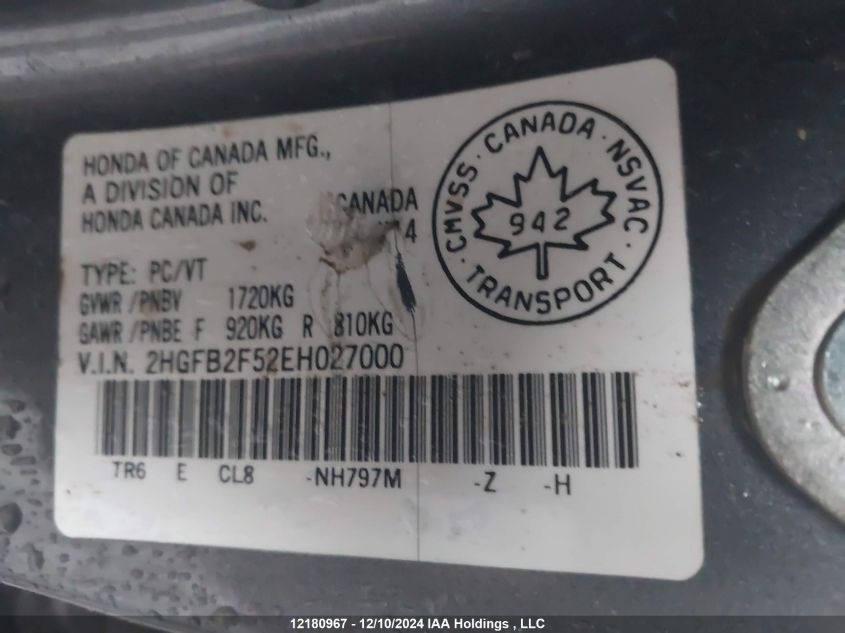 HONDA OF CANADA MFG.,
A DIVISION OF
HONDA CANADA INC.
CANADA
4
TYPE: PC/VT
GVWR /PNBV 1720KG
GAWR /PNBE F 920KG R 810KG
V.I.N. 2HGFB2F52EH027000
TR6 E CL8 -NH797M -Z -H
CMVSS · CANADA · NSVAC · TRANSPORT ·
942
12180967 - 12/10/2024 IAA Holdings , LLC